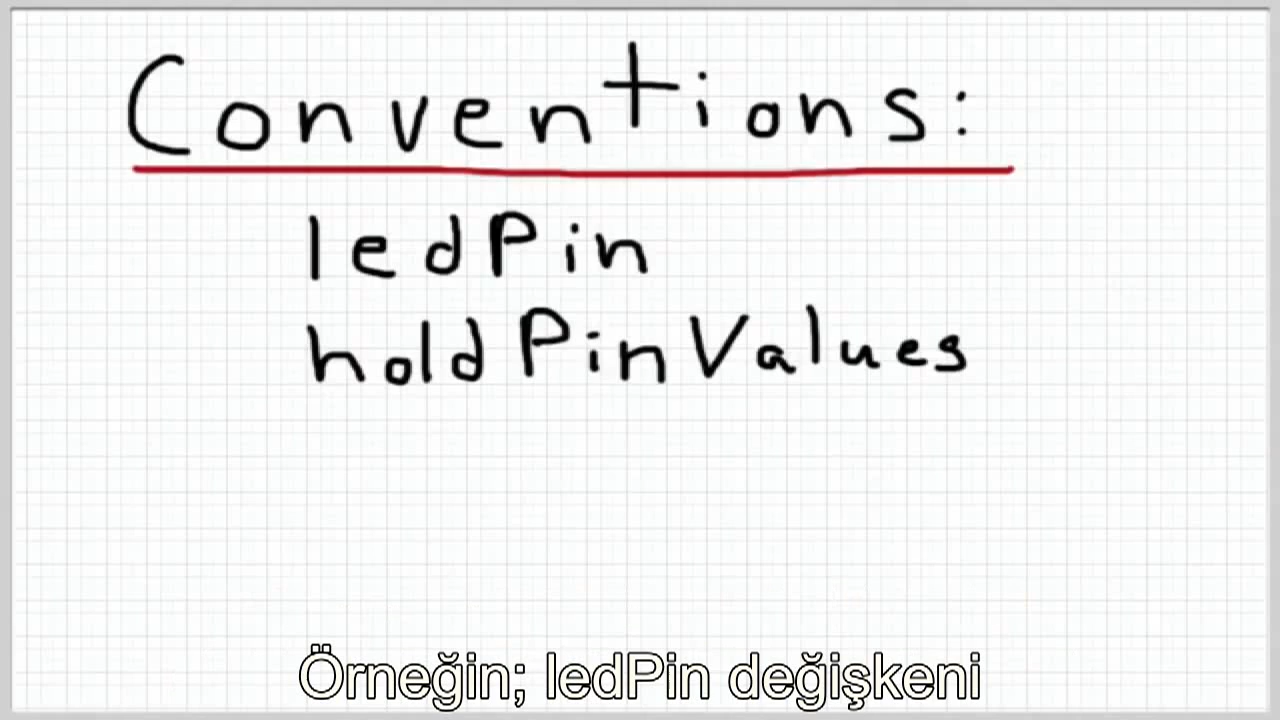 Conventions:
ledPin
holdPinValues
Örneğin; ledPin değişkeni